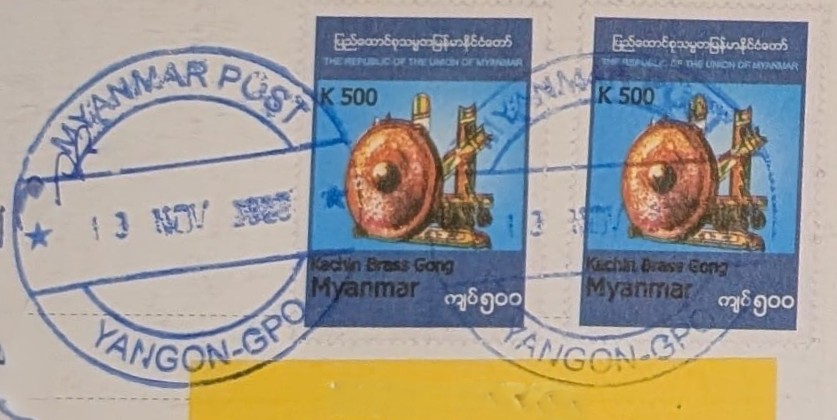 MYANMAR POST
13 NOV
YANGON-GPO
ပြည်ထောင်စုသမ္မတမြန်မာနိုင်ငံတော်
THE REPUBLIC OF THE UNION OF MYANMAR
K 500
Kachin Brass Gong
Myanmar
ကျပ်၅၀၀
ပြည်ထောင်စုသမ္မတမြန်မာနိုင်ငံတော်
THE REPUBLIC OF THE UNION OF MYANMAR
K 500
Kachin Brass Gong
Myanmar
ကျပ်၅၀၀
YANGON-GPO